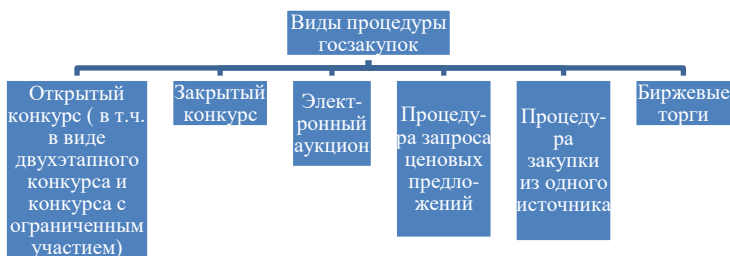 Виды процедуры
госзакупок
Открытый
конкурс ( в т.ч.
в виде
двухэтапного
конкурса и
конкурса с
ограниченным
участием)
Закрытый
конкурс
Элект-
ронный
аукцион
Процеду-
ра запроса
ценовых
предло-
жений
Процеду-
ра
закупки
из одного
источника
Биржевые
торги